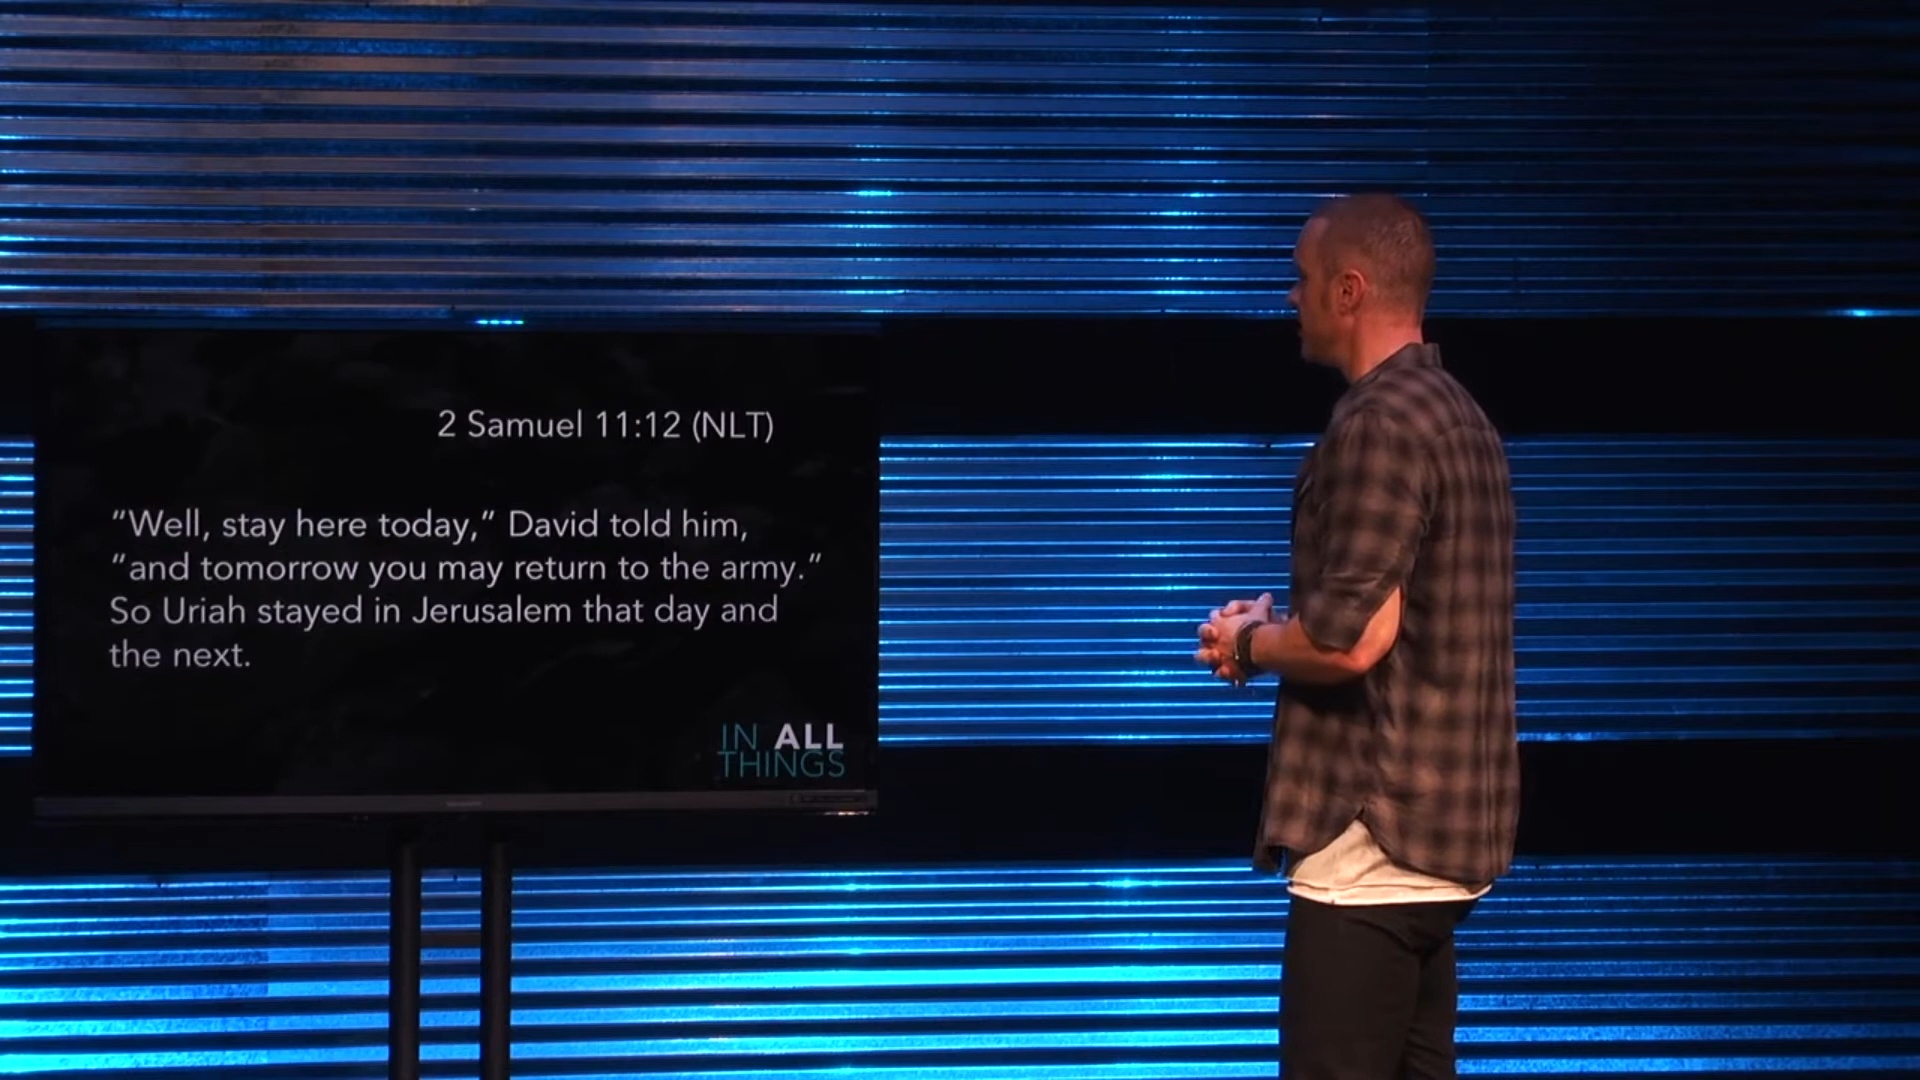 2 Samuel 11:12 (NLT)
“Well, stay here today,” David told him,
“and tomorrow you may return to the army.”
So Uriah stayed in Jerusalem that day and
the next.
IN ALL
THINGS